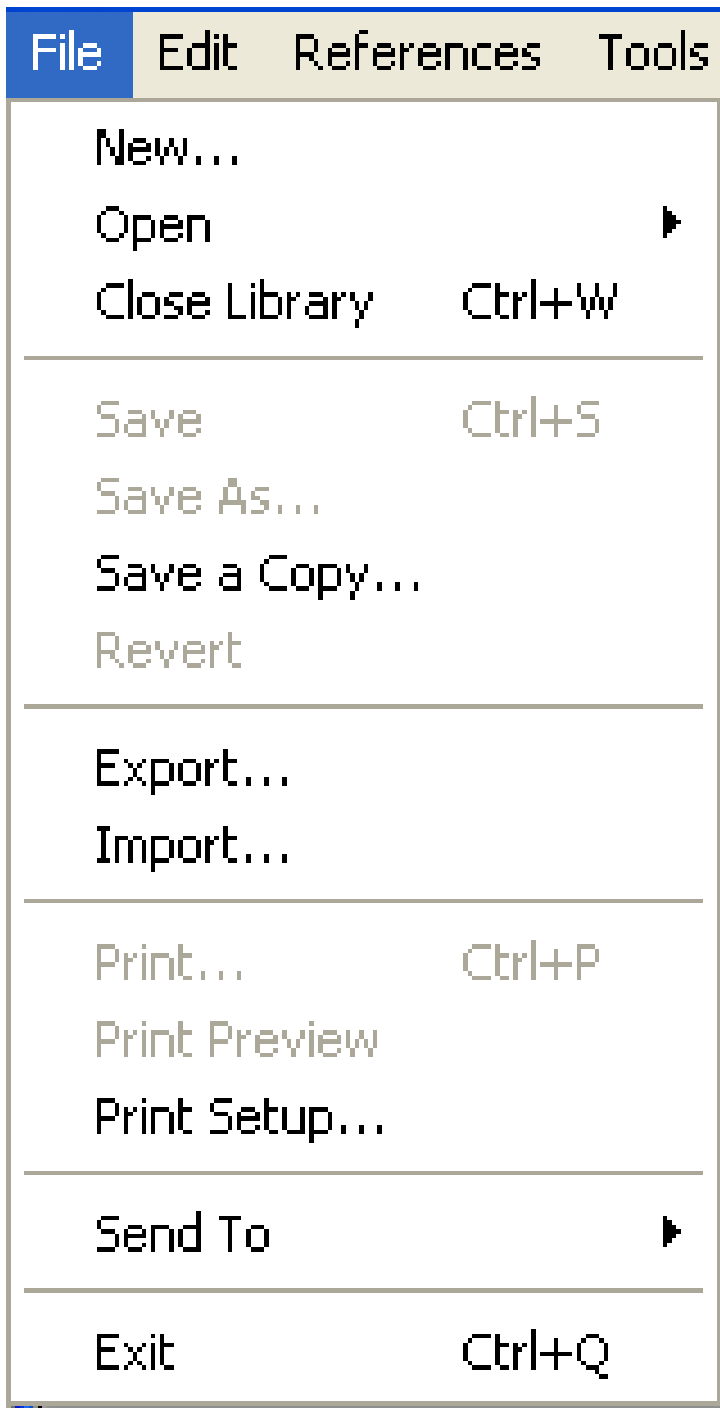 File Edit References Tools
New...
Open
Close Library Ctrl+W
Save Ctrl+S
Save As...
Save a Copy...
Revert
Export...
Import...
Print... Ctrl+P
Print Preview
Print Setup...
Send To
Exit Ctrl+Q